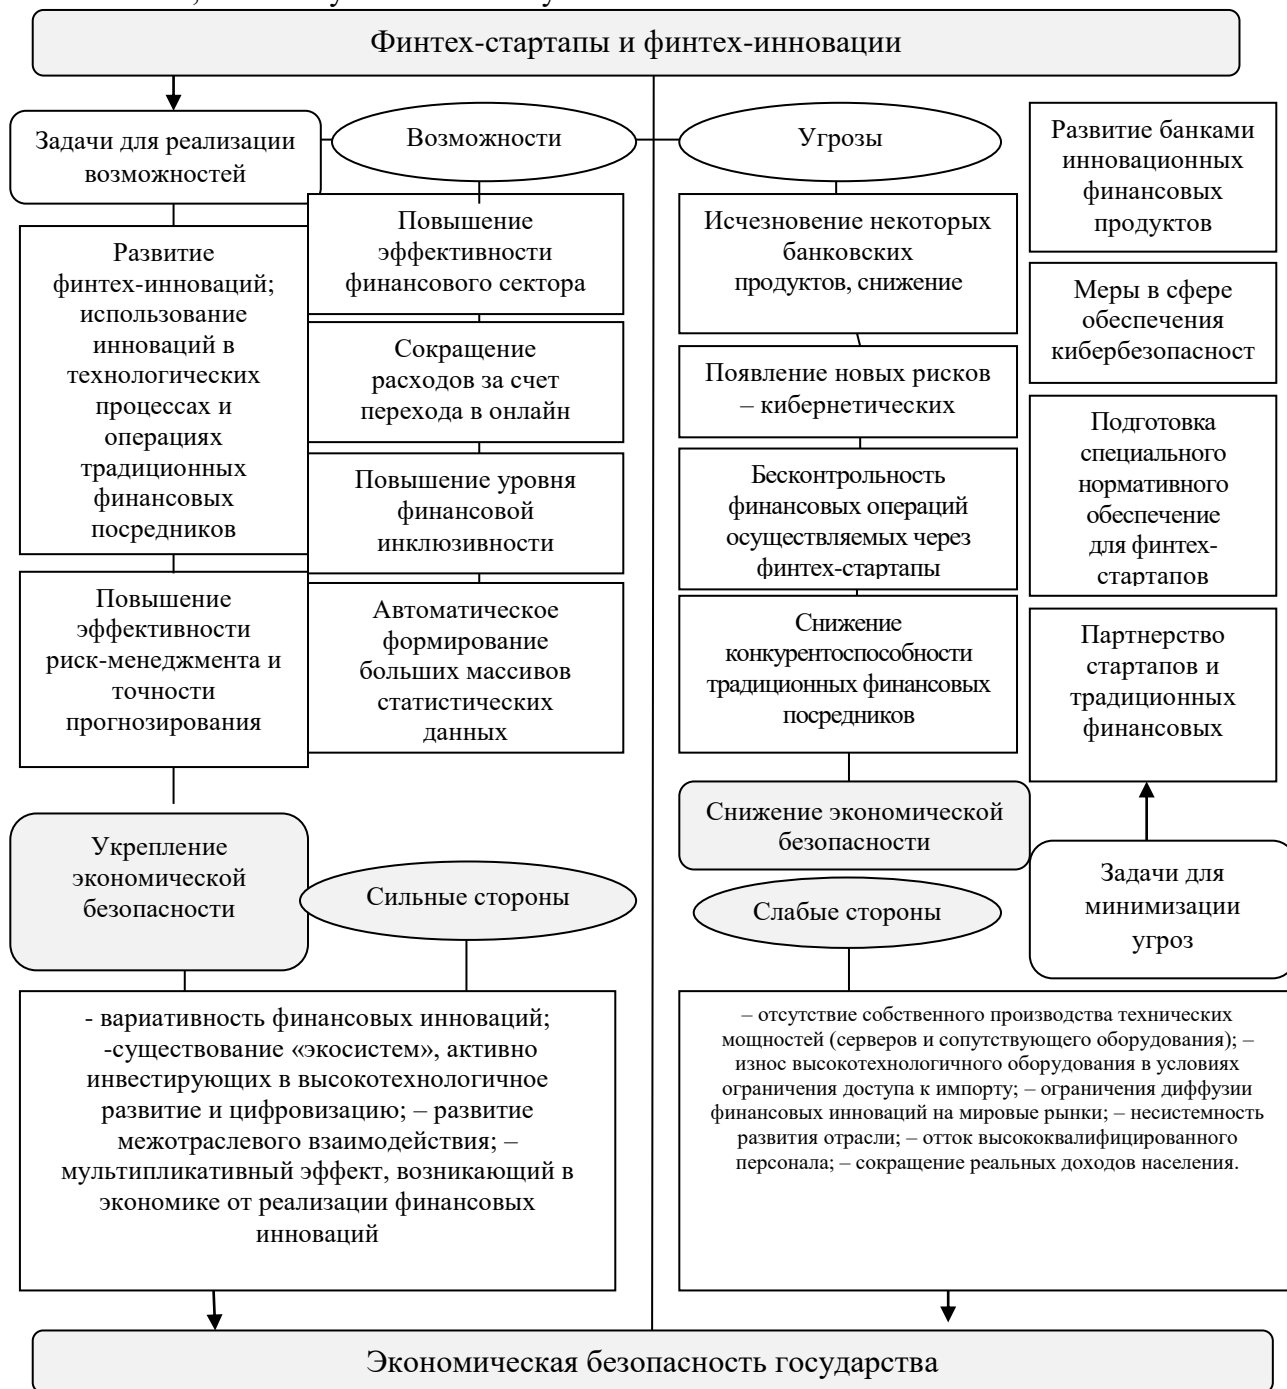 Финтех-стартапы и финтех-инновации
Задачи для реализации
возможностей
Развитие
финтех-инноваций;
использование
инноваций в
технологических
процессах и
операциях
традиционных
финансовых
посредников
Повышение
эффективности
риск-менеджмента и
точности
прогнозирования
Укрепление
экономической
безопасности
Возможности
Повышение
эффективности
финансового сектора
Сокращение
расходов за счет
перехода в онлайн
Повышение уровня
финансовой
инклюзивности
Автоматическое
формирование
больших массивов
статистических
данных
Сильные стороны
- вариативность финансовых инноваций;
-существование «экосистем», активно
инвестирующих в высокотехнологичное
развитие и цифровизацию; – развитие
межотраслевого взаимодействия; –
мультипликативный эффект, возникающий в
экономике от реализации финансовых
инноваций
Угрозы
Исчезновение некоторых
банковских
продуктов, снижение
Появление новых рисков
– кибернетических
Бесконтрольность
финансовых операций
осуществляемых через
финтех-стартапы
Снижение
конкурентоспособности
традиционных финансовых
посредников
Снижение экономической
безопасности
Слабые стороны
– отсутствие собственного производства технических
мощностей (серверов и сопутствующего оборудования); –
износ высокотехнологичного оборудования в условиях
ограничения доступа к импорту; – ограничения диффузии
финансовых инноваций на мировые рынки; – несистемность
развития отрасли; – отток высококвалифицированного
персонала; – сокращение реальных доходов населения.
Развитие банками
инновационных
финансовых
продуктов
Меры в сфере
обеспечения
кибербезопасност
Подготовка
специального
нормативного
обеспечение
для финтех-
стартапов
Партнерство
стартапов и
традиционных
финансовых
Задачи для
минимизации
угроз
Экономическая безопасность государства